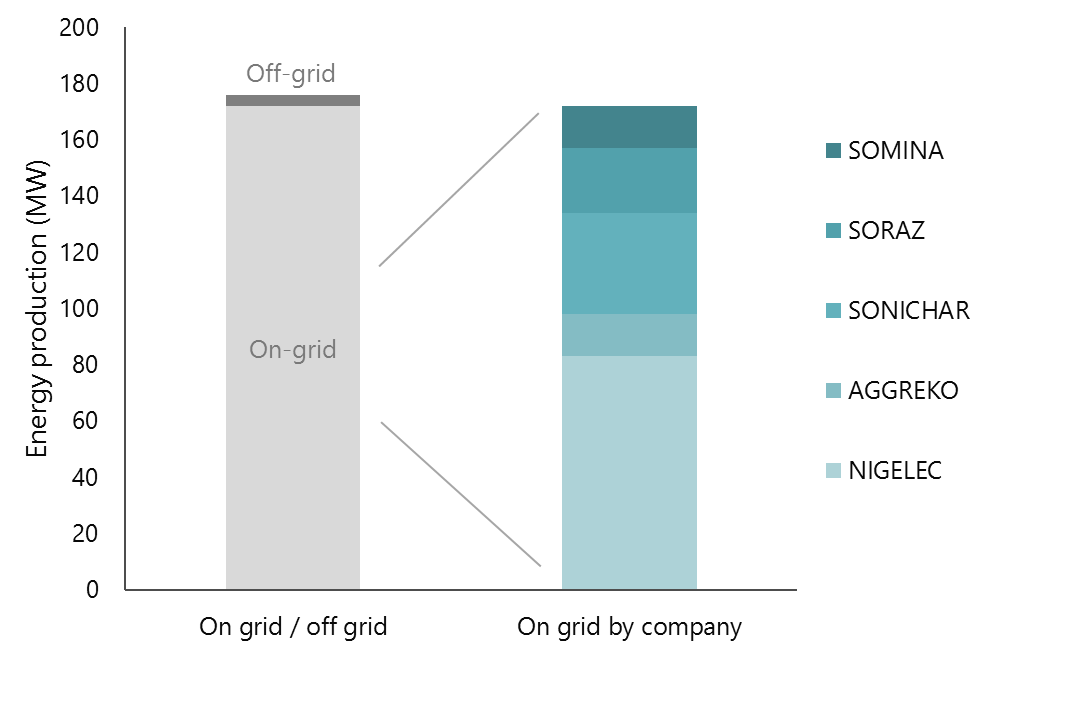 Energy production (MW)
200
180
160
140
120
100
80
60
40
20
0
Off-grid
On-grid
On grid / off grid
On grid by company
SOMINA
SORAZ
SONICHAR
AGGREKO
NIGELEC